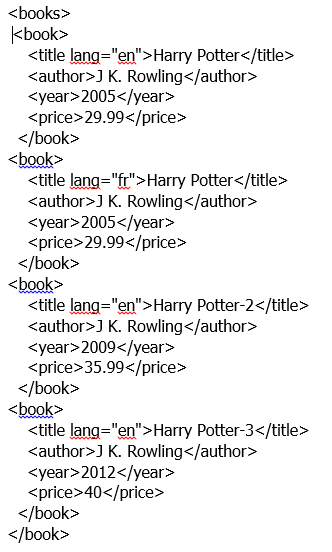 <books>
<book>
<title lang="en">Harry Potter</title>
<author>J K. Rowling</author>
<year>2005</year>
<price>29.99</price>
</book>
<book>
<title lang="fr">Harry Potter</title>
<author>J K. Rowling</author>
<year>2005</year>
<price>29.99</price>
</book>
<book>
<title lang="en">Harry Potter-2</title>
<author>J K. Rowling</author>
<year>2009</year>
<price>35.99</price>
</book>
<book>
<title lang="en">Harry Potter-3</title>
<author>J K. Rowling</author>
<year>2012</year>
<price>40</price>
</book>
</book>